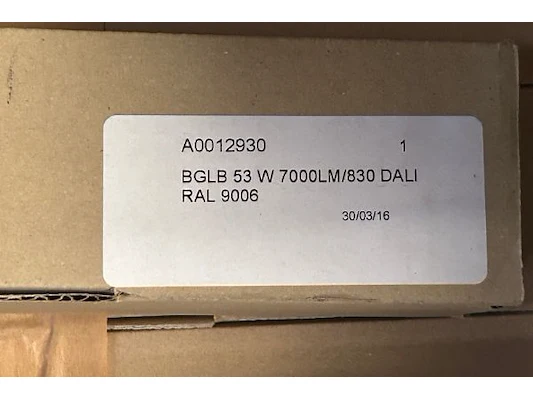 A0012930 1
BGLB 53 W 7000LM/830 DALI
RAL 9006
30/03/16